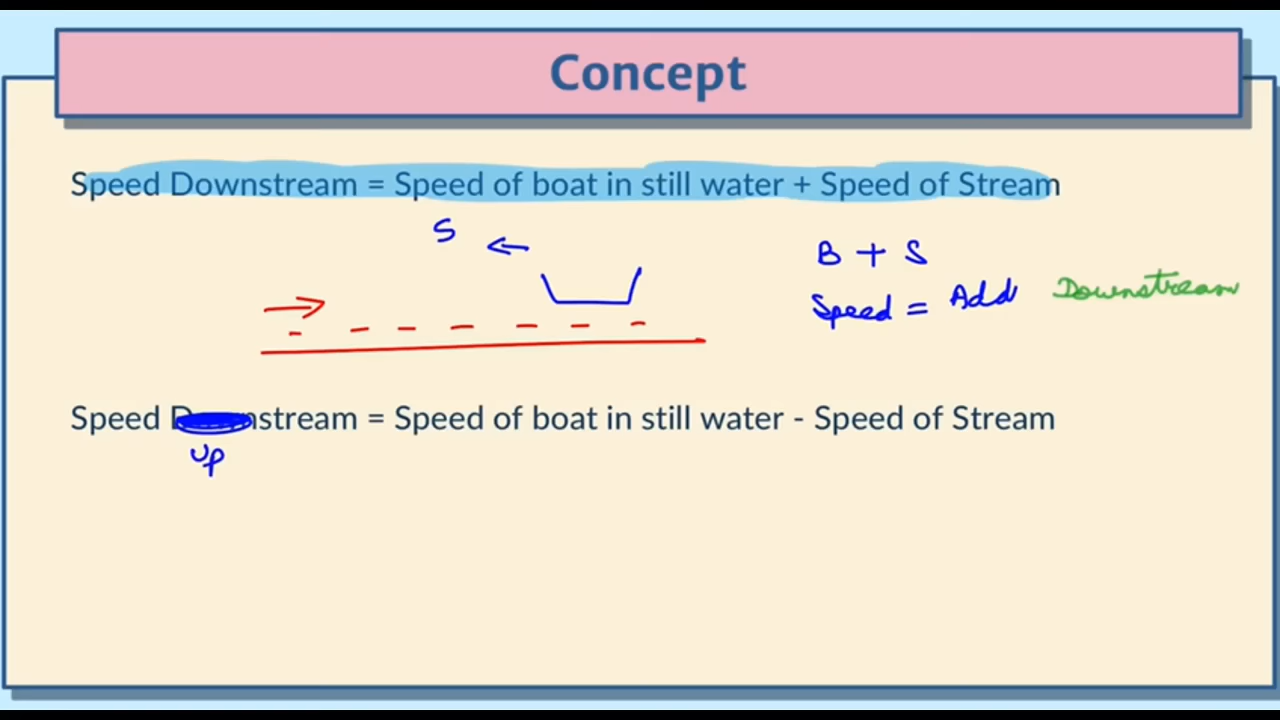 Concept
Speed Downstream = Speed of boat in still water + Speed of Stream
S
B + S
Speed = Add Downstream
Speed Downstream = Speed of boat in still water - Speed of Stream
up